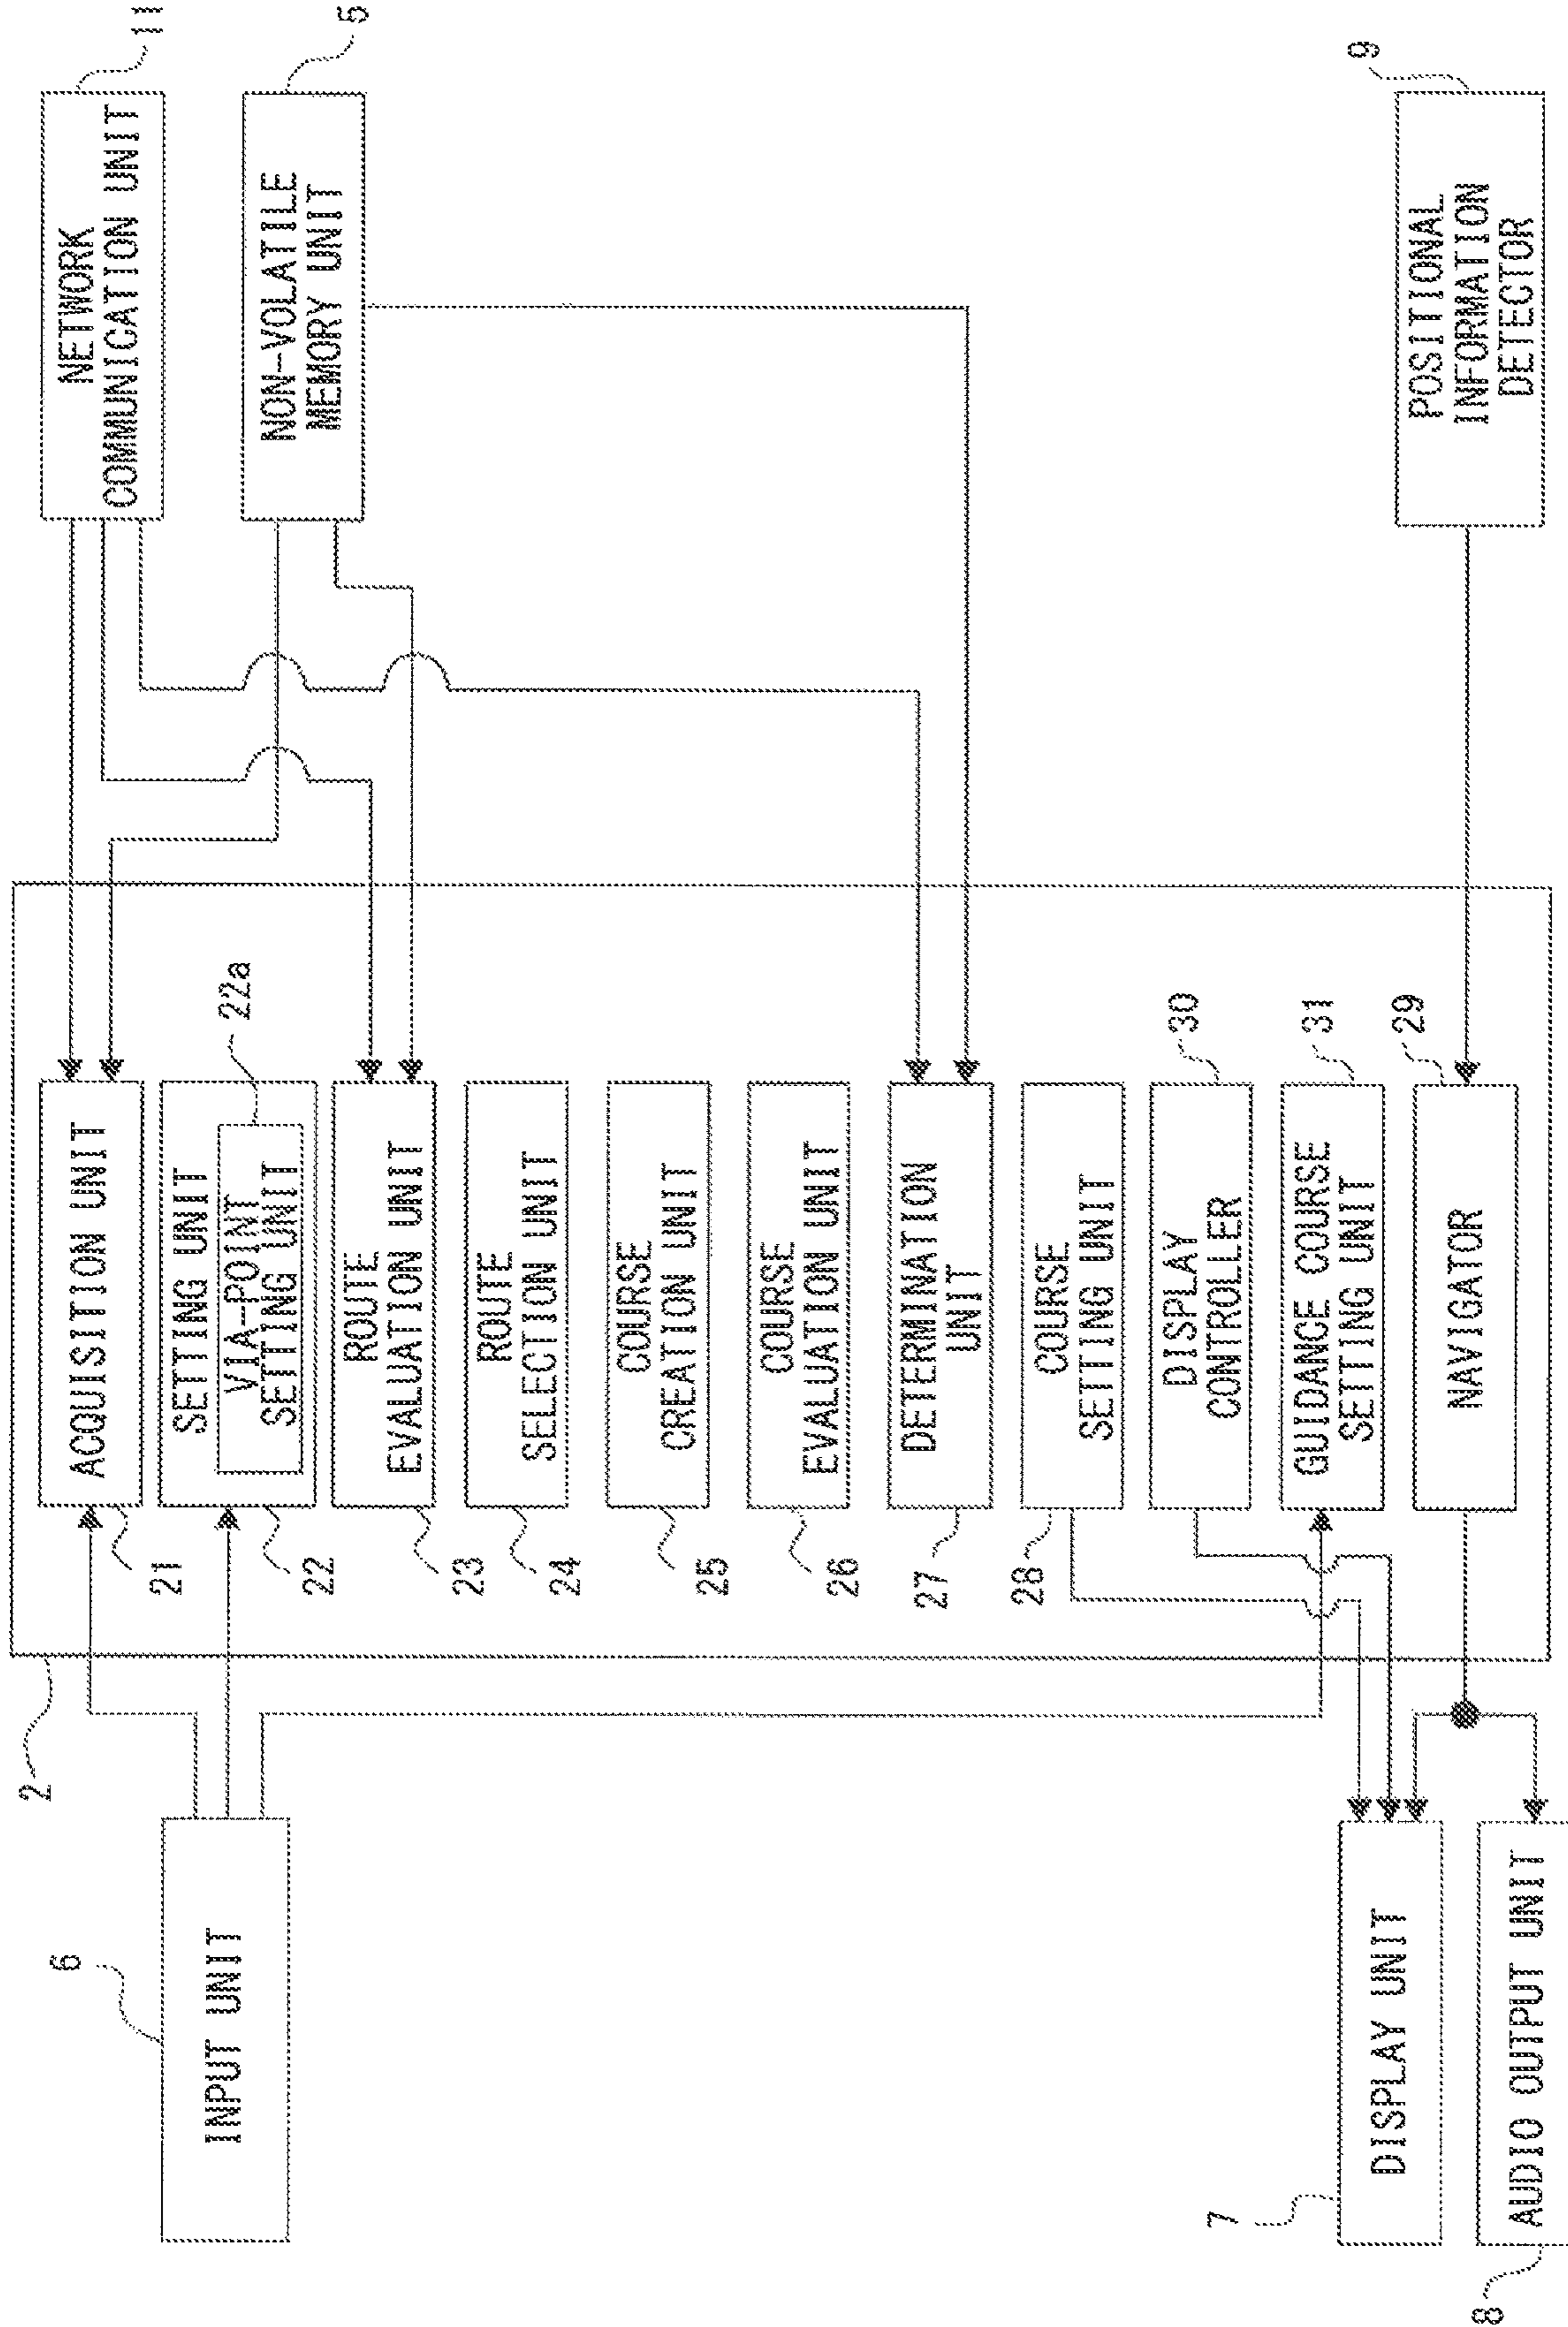 2
6
INPUT UNIT
7
DISPLAY UNIT
8
AUDIO OUTPUT UNIT
ACQUISITION UNIT
21
SETTING UNIT
VIA-POINT
SETTING UNIT
22a
22
ROUTE
EVALUATION UNIT
23
ROUTE
SELECTION UNIT
24
COURSE
CREATION UNIT
25
COURSE
EVALUATION UNIT
26
DETERMINATION
UNIT
27
COURSE
SETTING UNIT
28
DISPLAY
CONTROLLER
30
GUIDANCE COURSE
SETTING UNIT
31
NAVIGATOR
29
NETWORK
COMMUNICATION UNIT
11
NON-VOLATILE
MEMORY UNIT
5
POSITIONAL
INFORMATION
DETECTOR
9